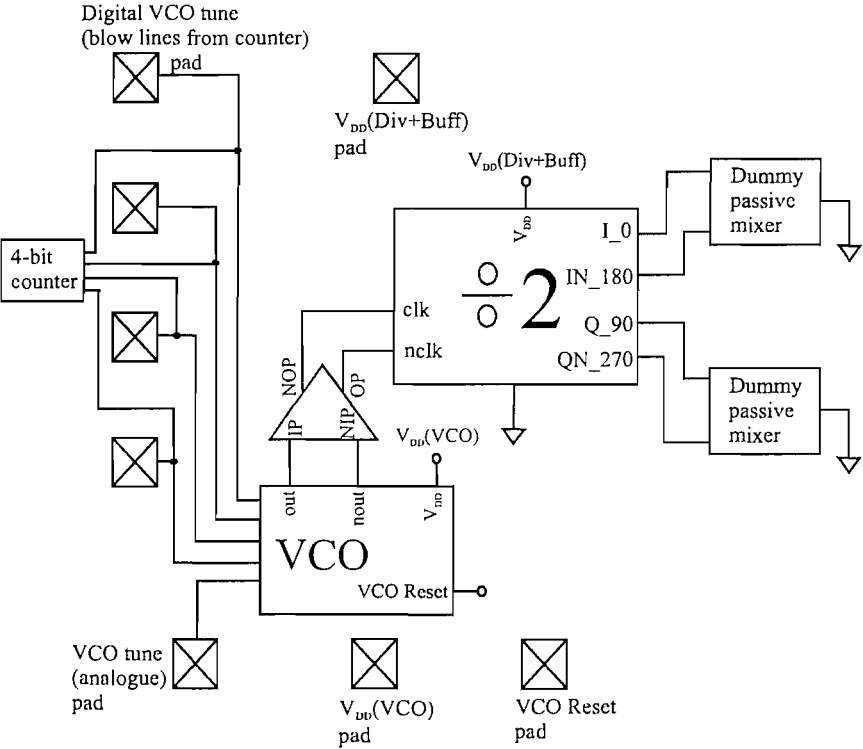 Digital VCO tune
(blow lines from counter)
pad
V_DD(Div+Buff)
pad
V_DD(Div+Buff)
Dummy
passive
mixer
V_DD
I_0
4-bit
counter
÷ 2
IN_180
clk
Q_90
nclk
QN_270
NOP
OP
Dummy
passive
mixer
IP
NIP
V_DD(VCO)
out
nout
V_DD
VCO
VCO Reset
VCO tune
(analogue)
pad
V_DD(VCO)
pad
VCO Reset
pad